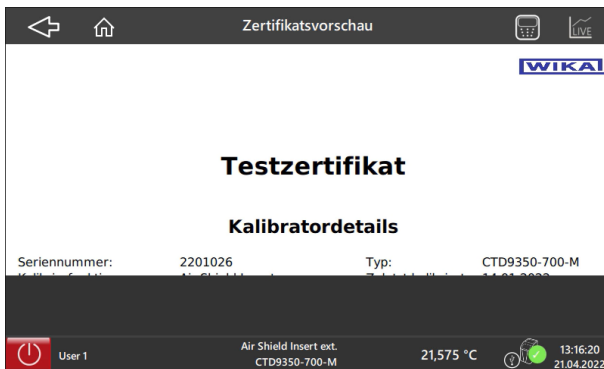 Zertifikatsvorschau
LIVE
WIKA
Testzertifikat
Kalibratordetails
Seriennummer: 2201026 Typ: CTD9350-700-M
User 1
Air Shield Insert ext.
CTD9350-700-M
21,575 °C
13:16:20
21.04.2022